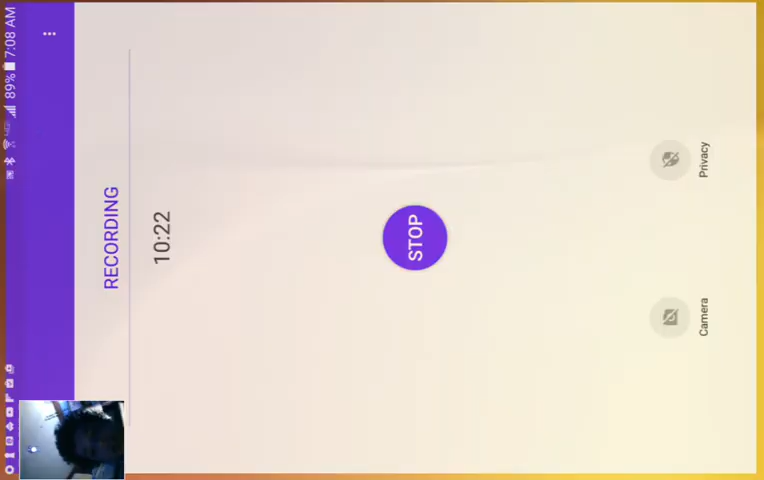 89% 7:08 AM
RECORDING
10:22
STOP
Camera
Privacy